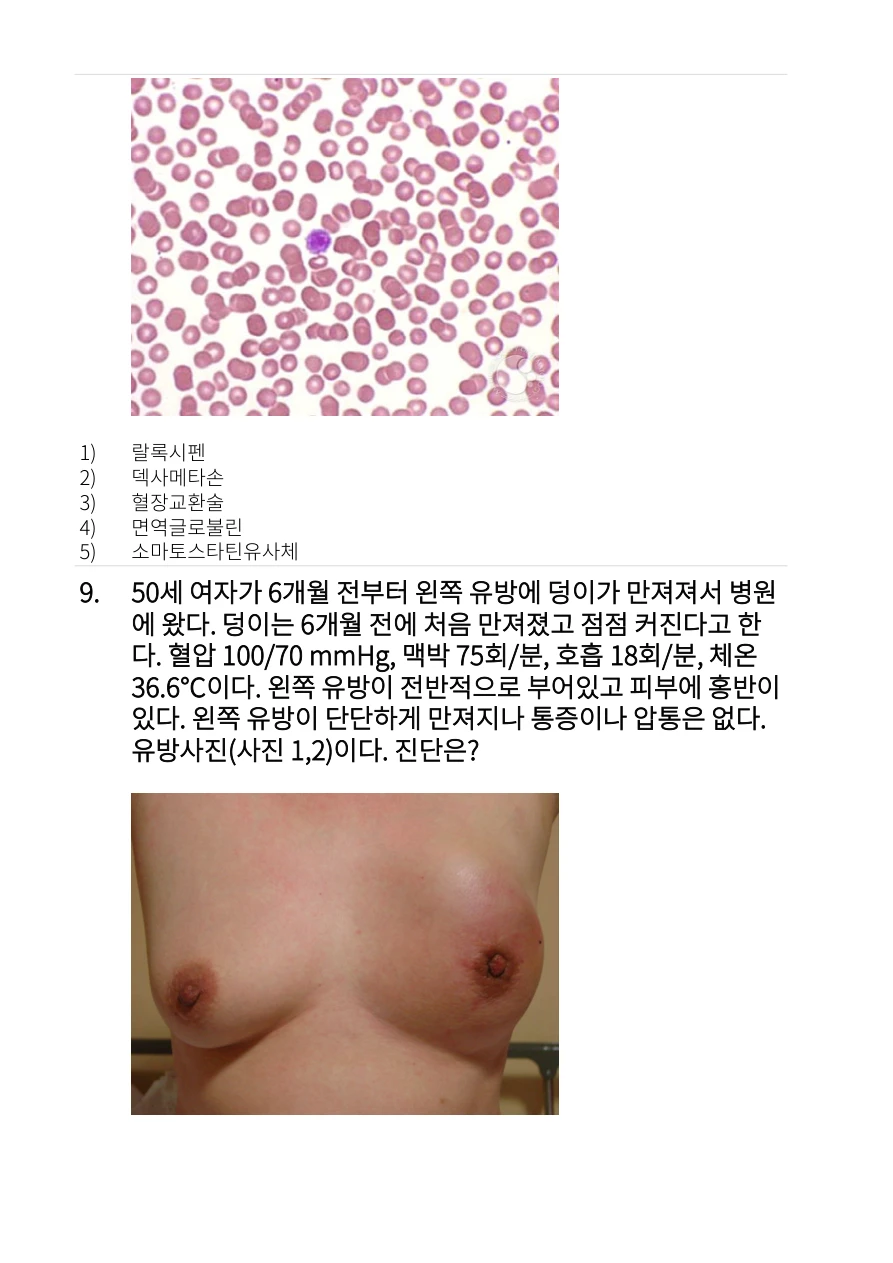 1) 랄록시펜
2) 덱사메타손
3) 혈장교환술
4) 면역글로불린
5) 소마토스타틴유사체
9. 50세 여자가 6개월 전부터 왼쪽 유방에 덩이가 만져져서 병원
에 왔다. 덩이는 6개월 전에 처음 만져졌고 점점 커진다고 한
다. 혈압 100/70 mmHg, 맥박 75회/분, 호흡 18회/분, 체온
36.6℃이다. 왼쪽 유방이 전반적으로 부어있고 피부에 홍반이
있다. 왼쪽 유방이 단단하게 만져지나 통증이나 압통은 없다.
유방사진(사진 1,2)이다. 진단은?